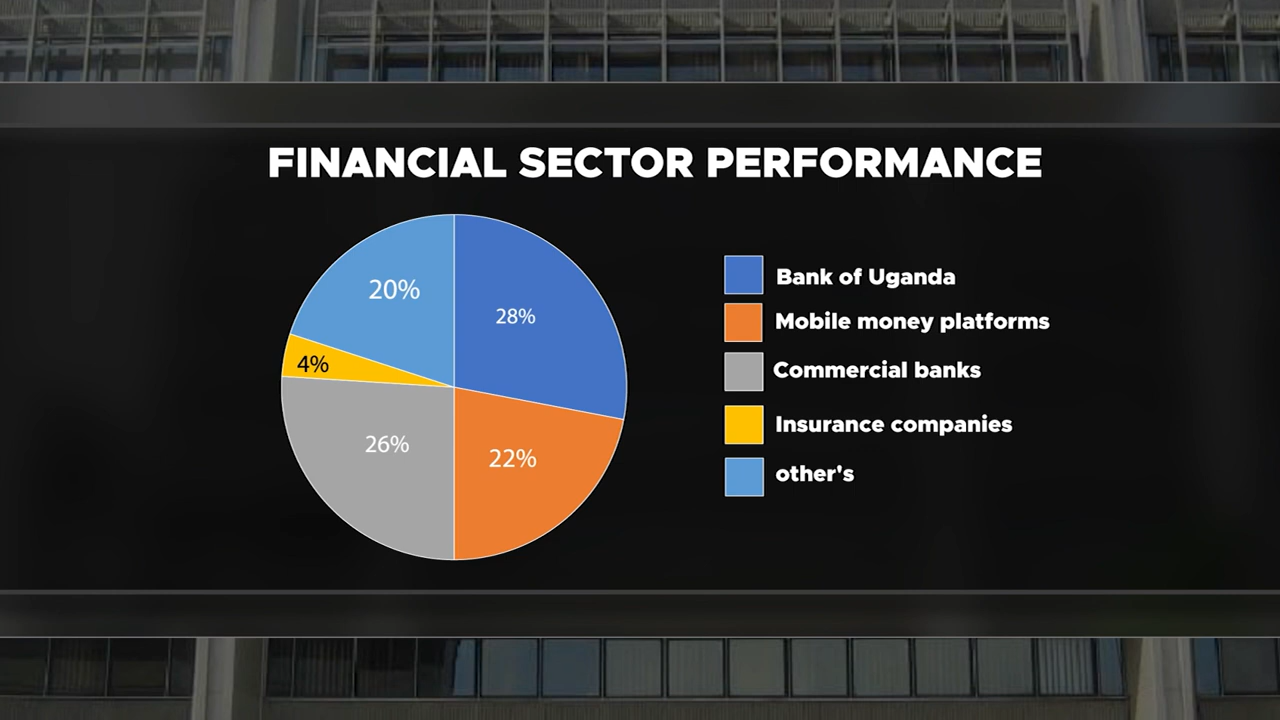 FINANCIAL SECTOR PERFORMANCE
20%
28%
4%
26%
22%
Bank of Uganda
Mobile money platforms
Commercial banks
Insurance companies
other's